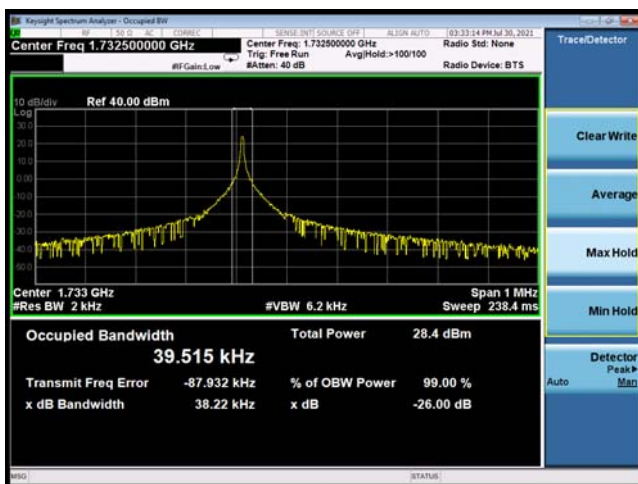 Keysight Spectrum Analyzer - Occupied BW
RF 50 Ω AC CORREC SENSE:INT SOURCE OFF ALIGN AUTO 03:33:14 PM Jul 30, 2021
Center Freq 1.732500000 GHz
Center Freq: 1.732500000 GHz
Radio Std: None
Trig: Free Run Avg|Hold:>100/100
#IFGain:Low #Atten: 40 dB
Radio Device: BTS
Trace/Detector
10 dB/div Ref 40.00 dBm
Log
30.0
20.0
10.0
0.00
-10.0
-20.0
-30.0
-40.0
-50.0
Center 1.733 GHz Span 1 MHz
#Res BW 2 kHz #VBW 6.2 kHz Sweep 238.4 ms
Occupied Bandwidth Total Power 28.4 dBm
39.515 kHz
Transmit Freq Error -87.932 kHz % of OBW Power 99.00 %
x dB Bandwidth 38.22 kHz x dB -26.00 dB
Clear Write
Average
Max Hold
Min Hold
Detector
Peak▶
Auto Man
MSG STATUS